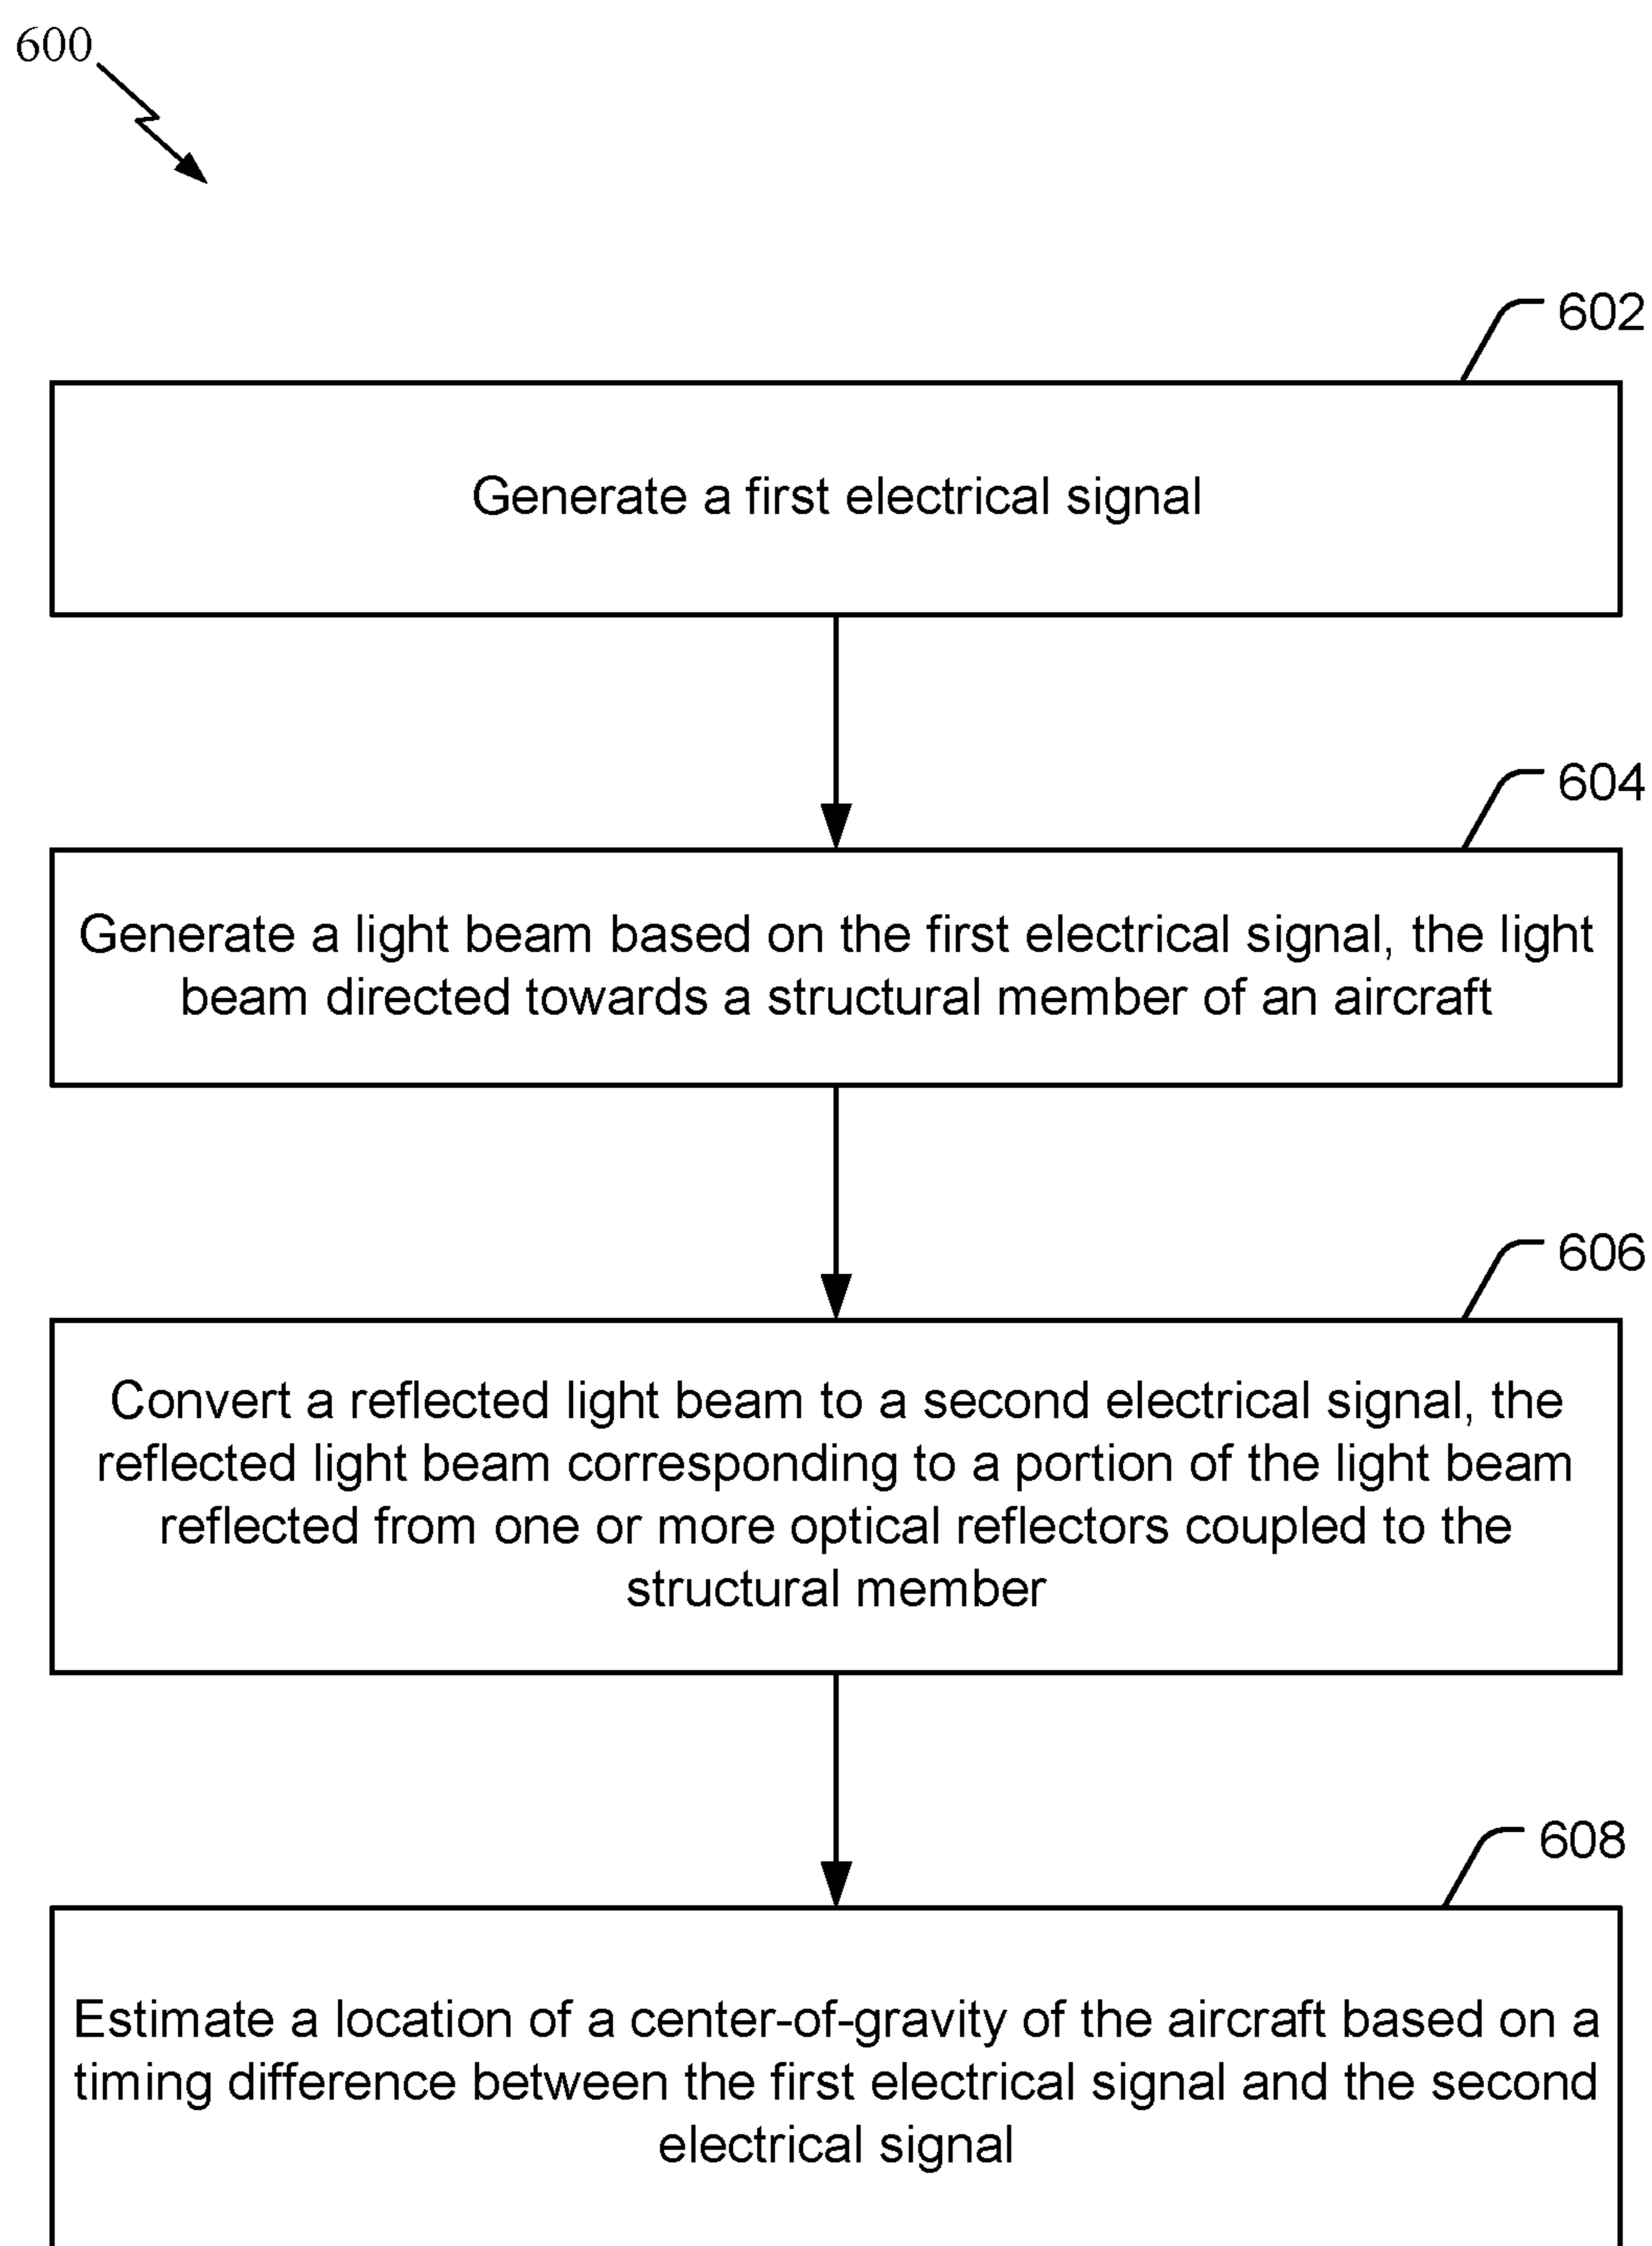 600
602
Generate a first electrical signal
604
Generate a light beam based on the first electrical signal, the light
beam directed towards a structural member of an aircraft
606
Convert a reflected light beam to a second electrical signal, the
reflected light beam corresponding to a portion of the light beam
reflected from one or more optical reflectors coupled to the
structural member
608
Estimate a location of a center-of-gravity of the aircraft based on a
timing difference between the first electrical signal and the second
electrical signal